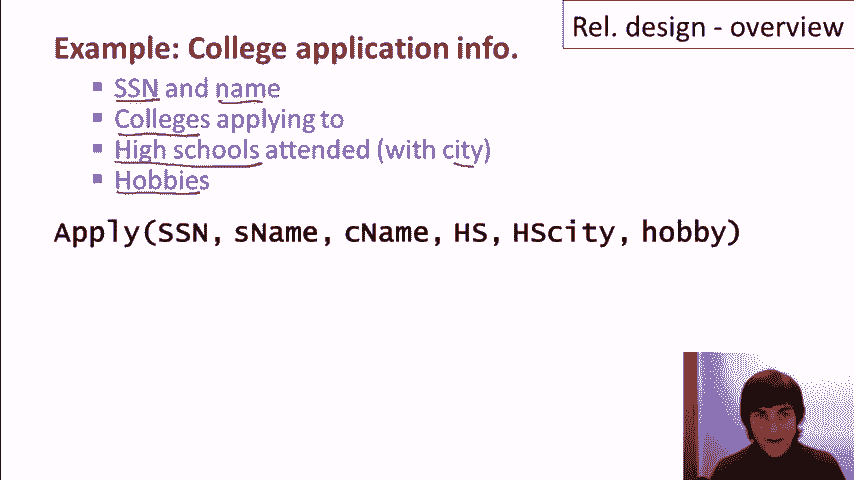 Rel. design - overview
Example: College application info.
SSN and name
Colleges applying to
High schools attended (with city)
Hobbies
Apply(SSN, sName, cName, HS, HScity, hobby)